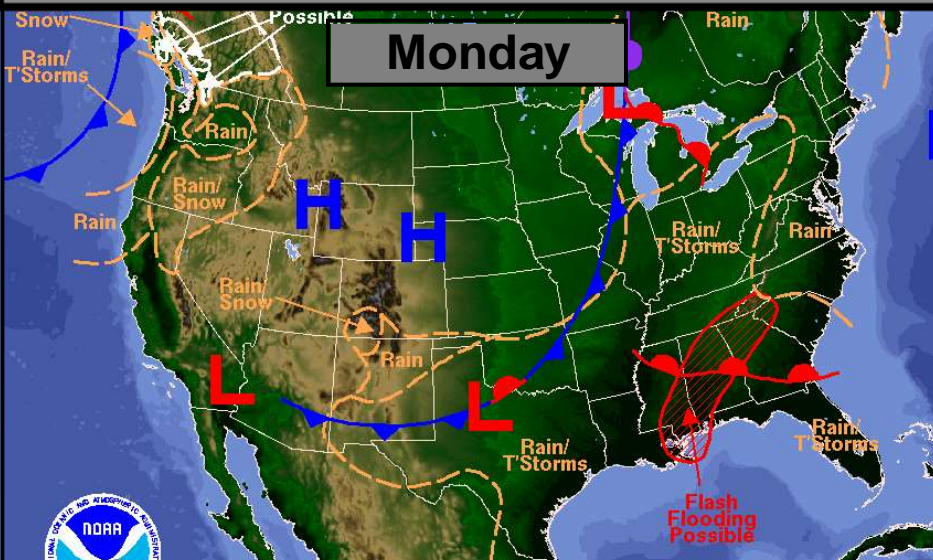 Possible
Monday
Snow
Rain/
T'Storms
Rain
Rain
Rain/
Snow
Rain
H
H
L
Rain/
T'Storms
Rain
Rain/
Snow
Rain
L
L
Rain/
T'Storms
Rain/
T'Storms
Flash
Flooding
Possible
NOAA